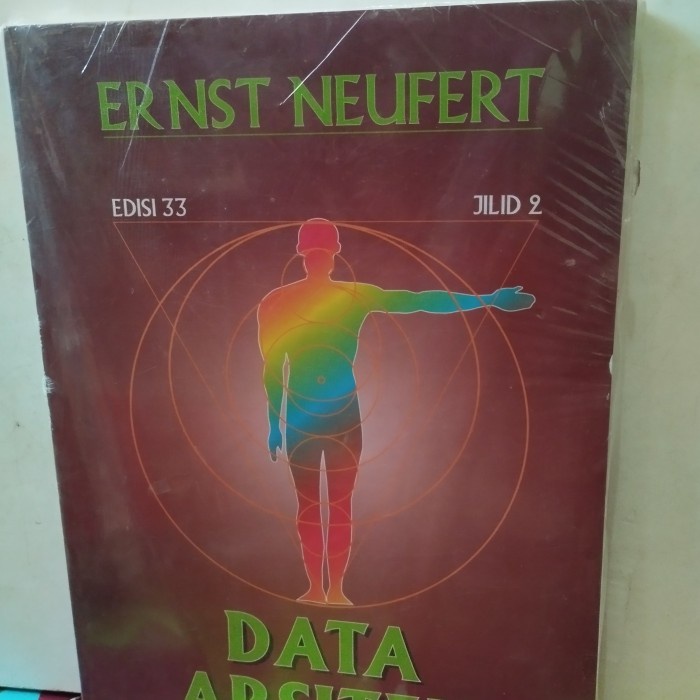 ERNST NEUFERT
EDISI 33 JILID 2
DATA